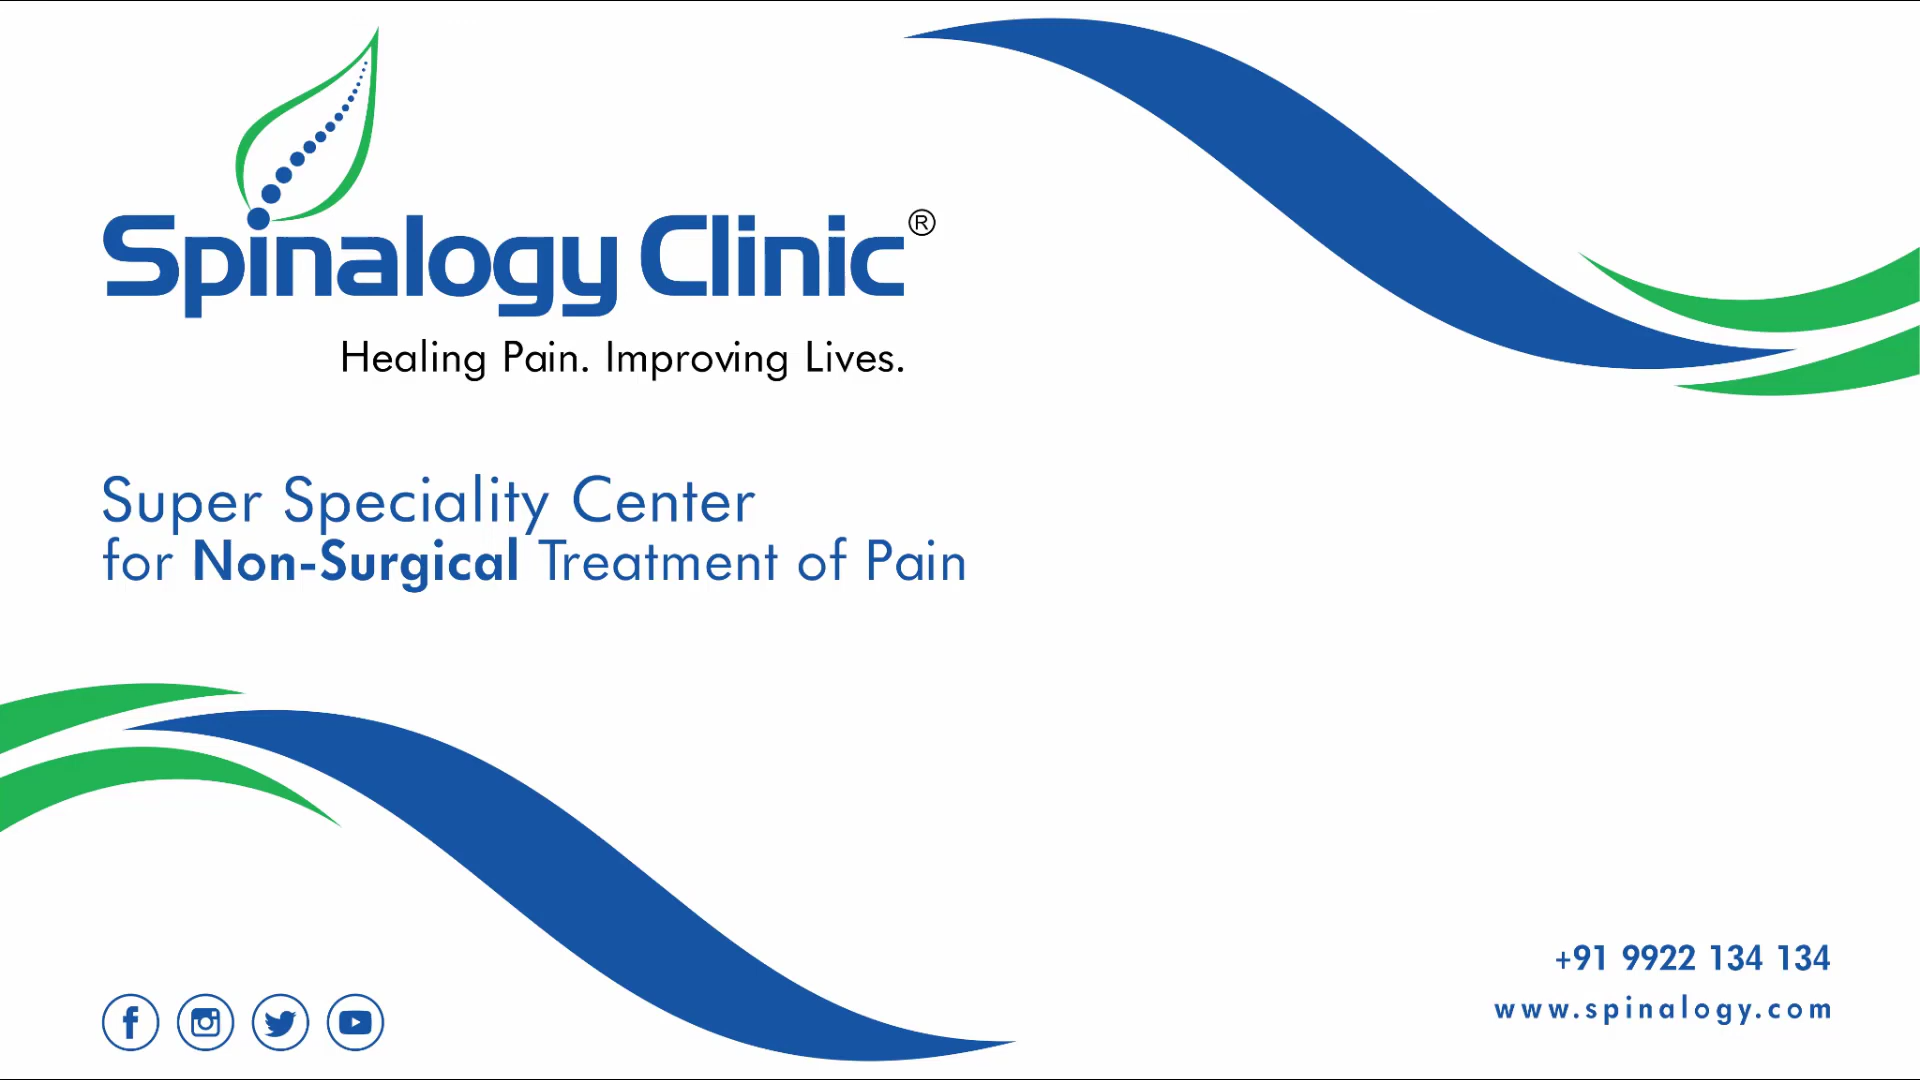 Spinalogy Clinic®
Healing Pain. Improving Lives.
Super Speciality Center
for Non-Surgical Treatment of Pain
+91 9922 134 134
www.spinalogy.com